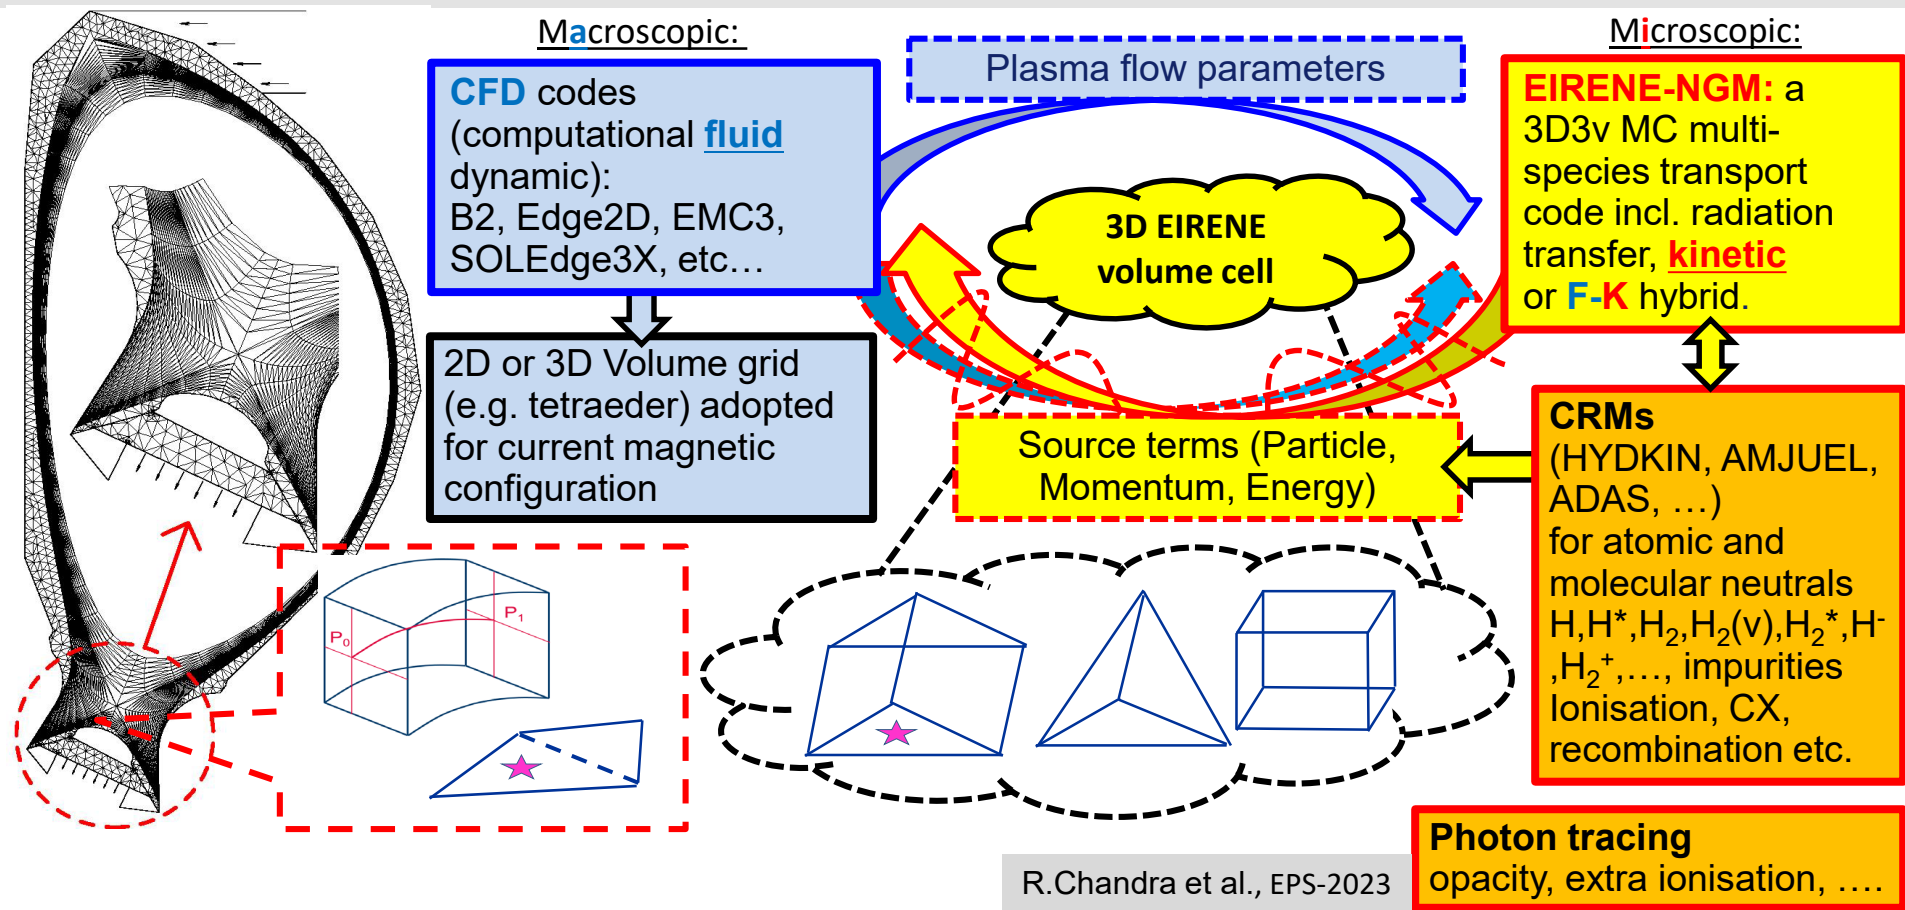 Macroscopic:
CFD codes
(computational fluid
dynamic):
B2, Edge2D, EMC3,
SOLEdge3X, etc…
2D or 3D Volume grid
(e.g. tetraeder) adopted
for current magnetic
configuration
Plasma flow parameters
3D EIRENE
volume cell
Source terms (Particle,
Momentum, Energy)
Microscopic:
EIRENE-NGM: a
3D3v MC multi-
species transport
code incl. radiation
transfer, kinetic
or F-K hybrid.
CRMs
(HYDKIN, AMJUEL,
ADAS, …)
for atomic and
molecular neutrals
H,H*,H₂,H₂(v),H₂*,H⁻
,H₂⁺,…, impurities
Ionisation, CX,
recombination etc.
P₀
P₁
Photon tracing
opacity, extra ionisation, ….
R.Chandra et al., EPS-2023